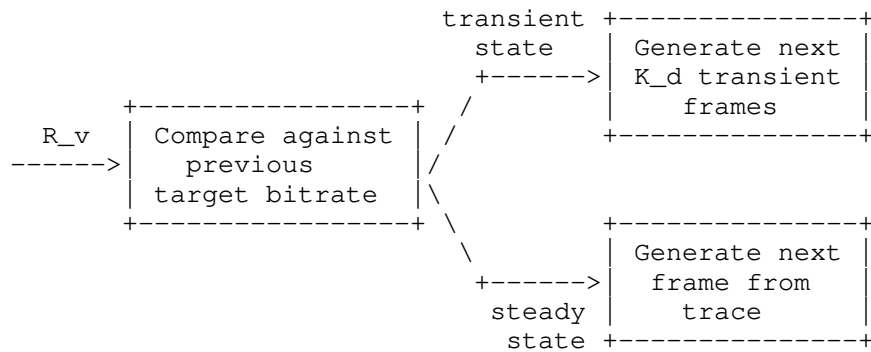 transient
state
Generate next
K_d transient
frames
R_v
Compare against
previous
target bitrate
Generate next
frame from
trace
steady
state